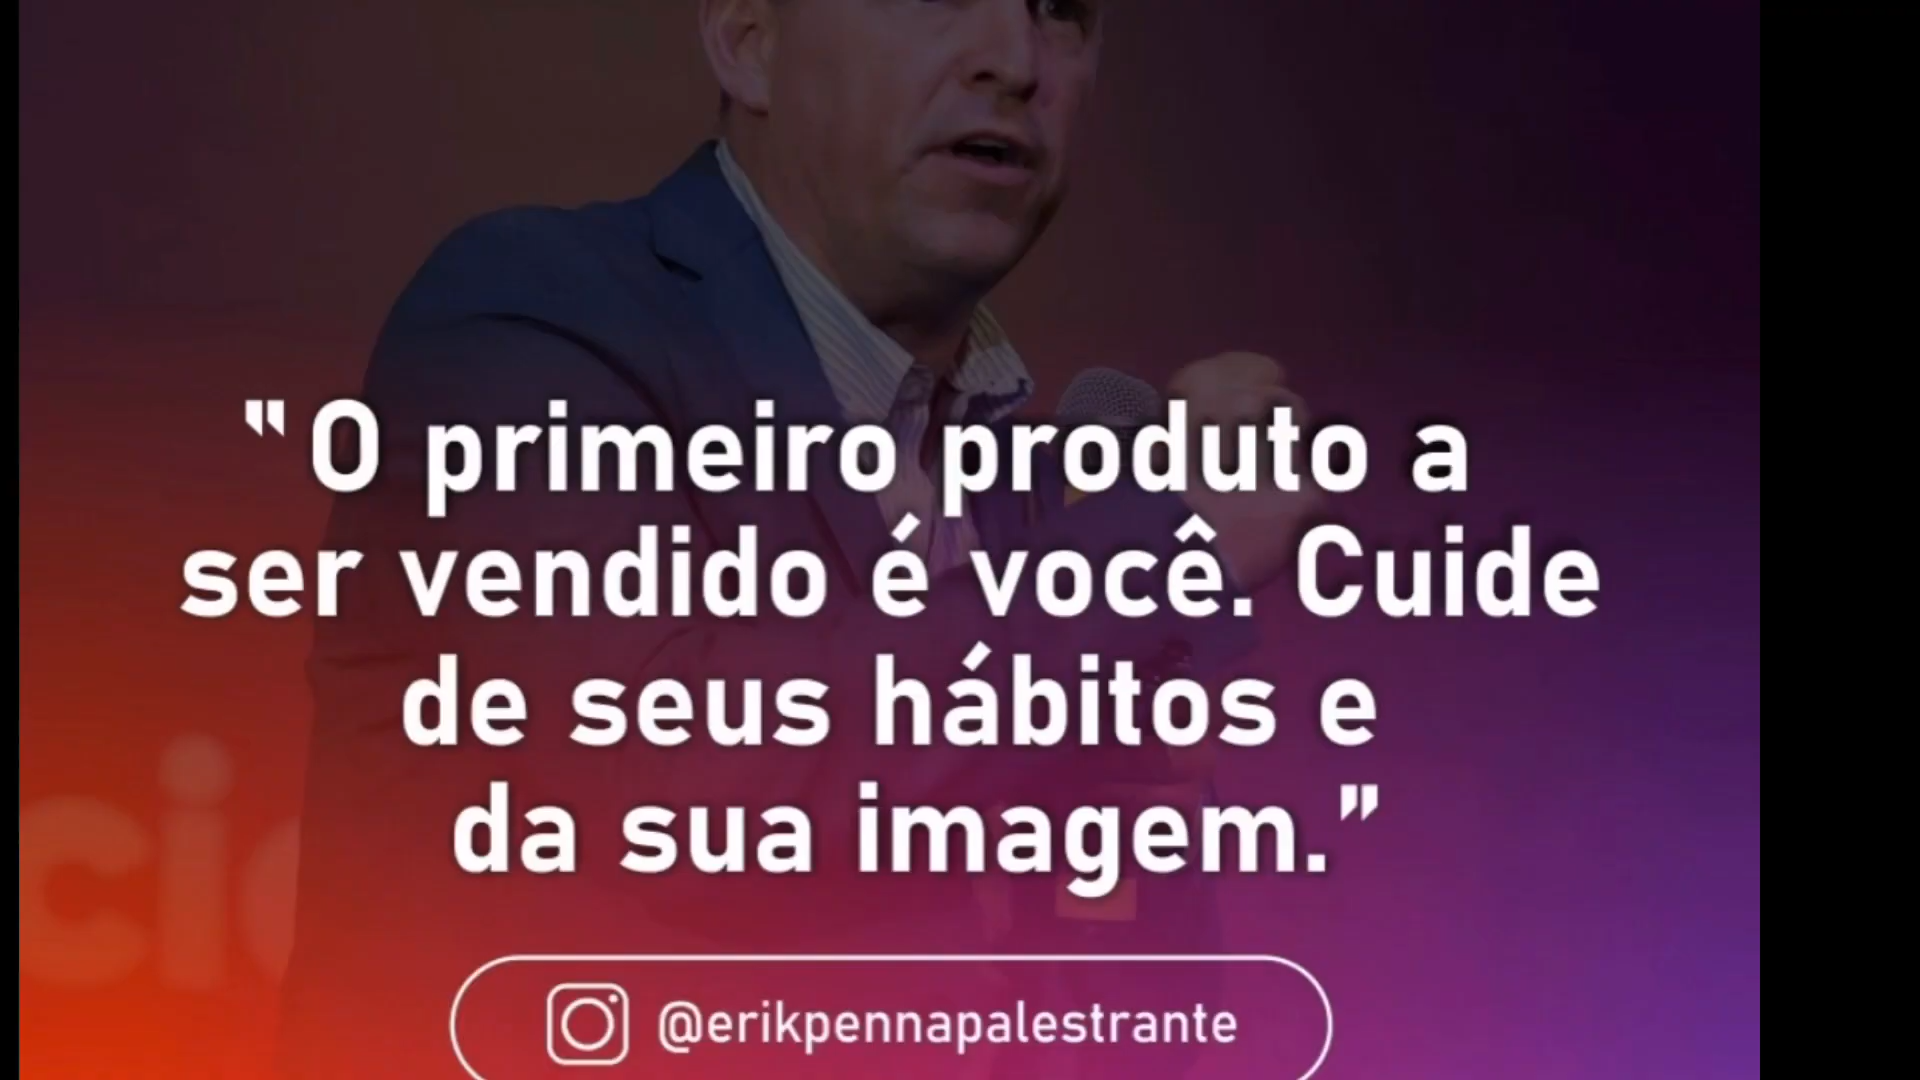 "O primeiro produto a
ser vendido é você. Cuide
de seus hábitos e
da sua imagem.”
@erikpennapalestrante